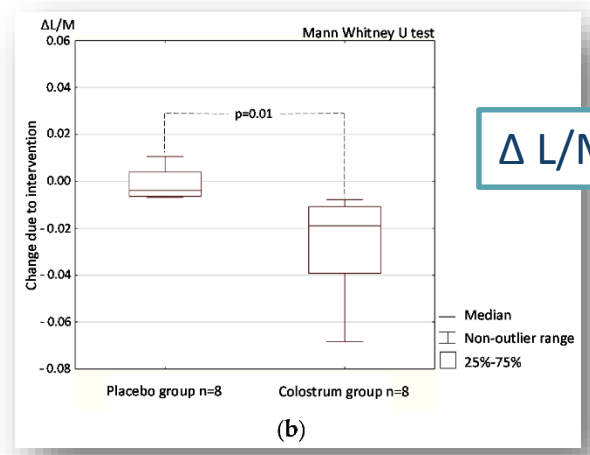 ΔL/M
Mann Whitney U test
0.06
0.04
0.02
0.00
- 0.02
- 0.04
- 0.06
-0.08
Change due to intervention
p=0.01
Δ L/M
Median
Non-outlier range
25%-75%
Placebo group n=8
Colostrum group n=8
(b)